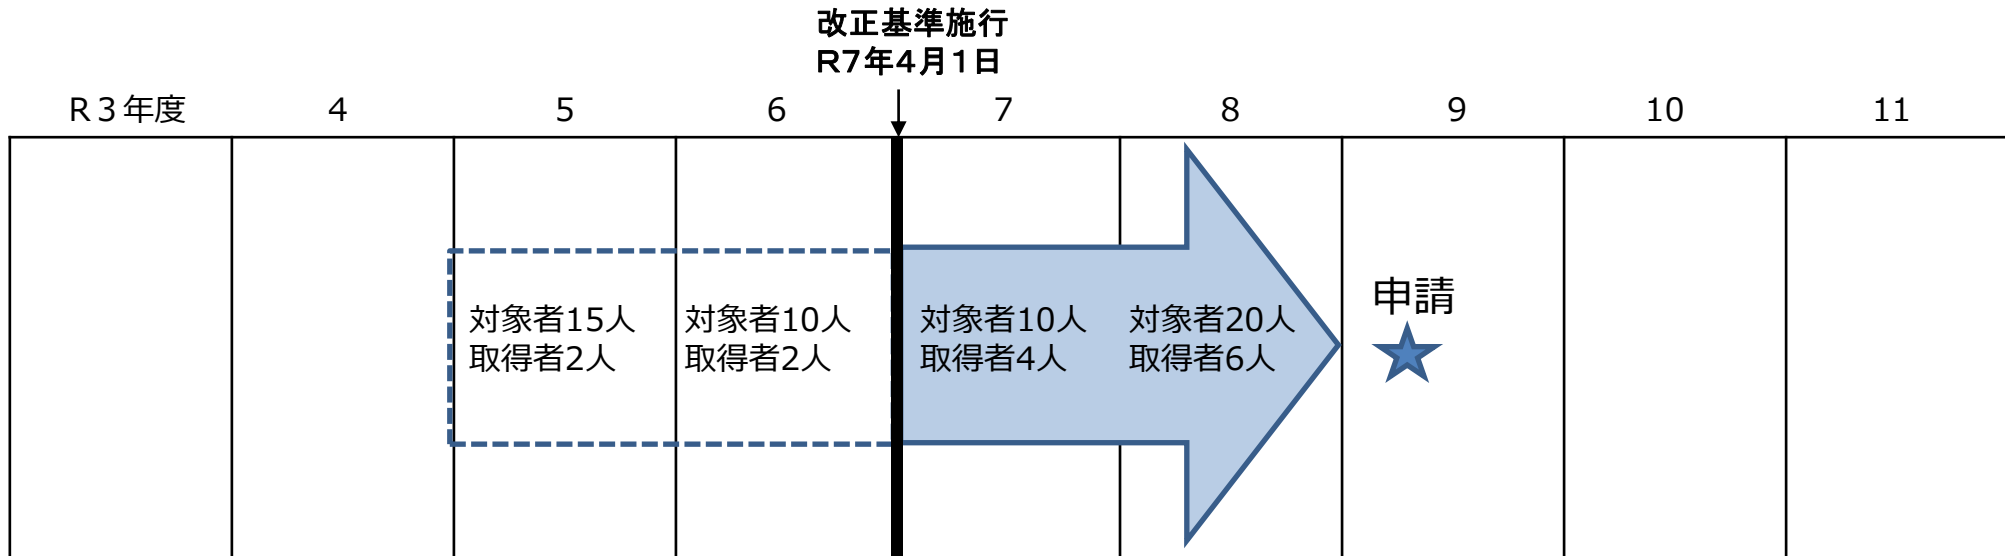 改正基準施行
R7年4月1日
R３年度
4
5
6
7
8
9
10
11
対象者15人
取得者2人
対象者10人
取得者2人
対象者10人
取得者4人
対象者20人
取得者6人
申請